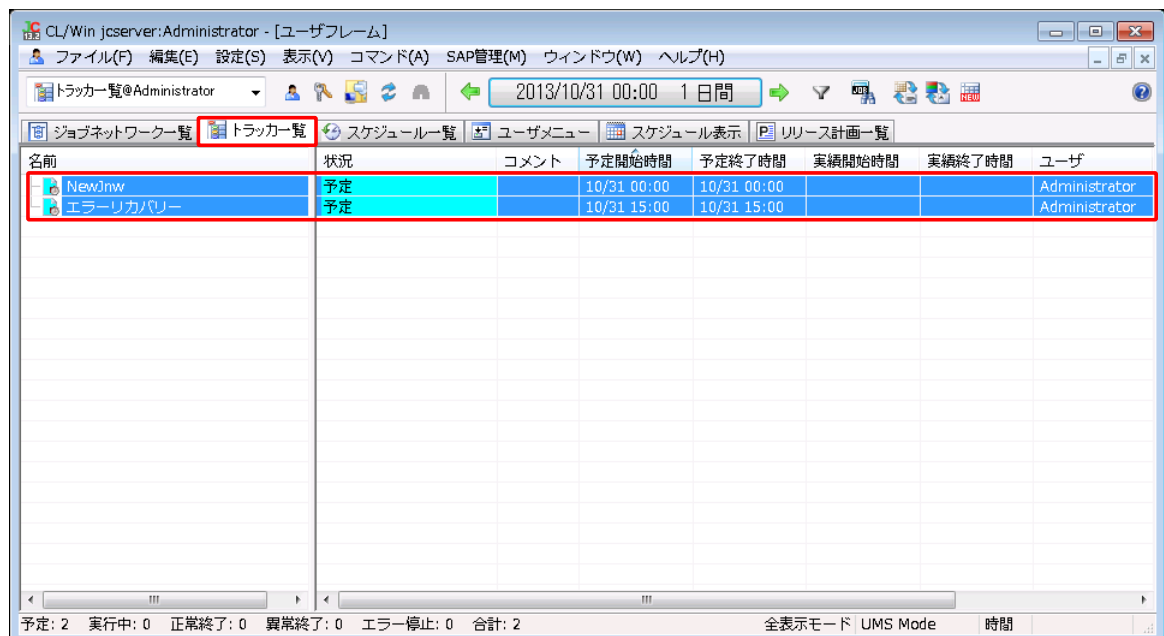 CL/Win jcserver:Administrator - [ユーザフレーム]
ファイル(F) 編集(E) 設定(S) 表示(V) コマンド(A) SAP管理(M) ウィンドウ(W) ヘルプ(H)
トラッカー覧@Administrator 2013/10/31 00:00 1 日間
ジョブネットワーク一覧 トラッカ一覧 スケジュール一覧 ユーザメニュー スケジュール表示 リリース計画一覧
名前 状況 コメント 予定開始時間 予定終了時間 実績開始時間 実績終了時間 ユーザ
NewJnw 予定 10/31 00:00 10/31 00:00 Administrator
エラーリカバリー 予定 10/31 15:00 10/31 15:00 Administrator
予定: 2 実行中: 0 正常終了: 0 異常終了: 0 エラー停止: 0 合計: 2 全表示モード UMS Mode 時間